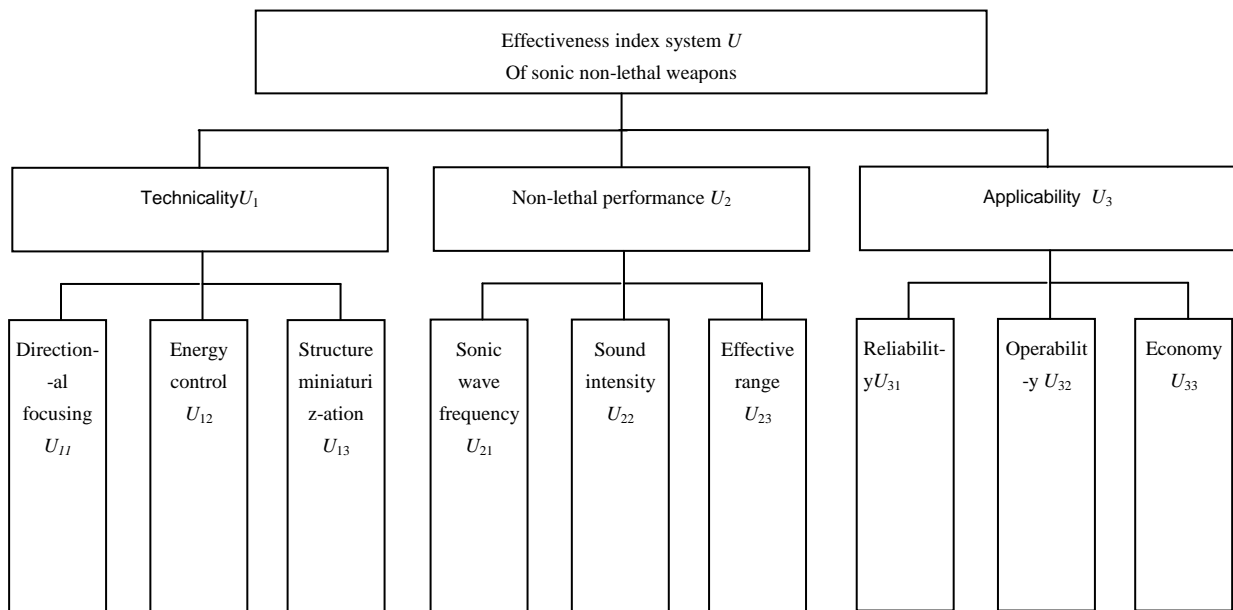 Effectiveness index system U
Of sonic non-lethal weapons
Technicality U1
Non-lethal performance U2
Applicability U3
Direction-
-al
focusing
U11
Energy
control
U12
Structure
miniaturi
z-ation
U13
Sonic
wave
frequency
U21
Sound
intensity
U22
Effective
range
U23
Reliabilit-
yU31
Operabilit
-y U32
Economy
U33